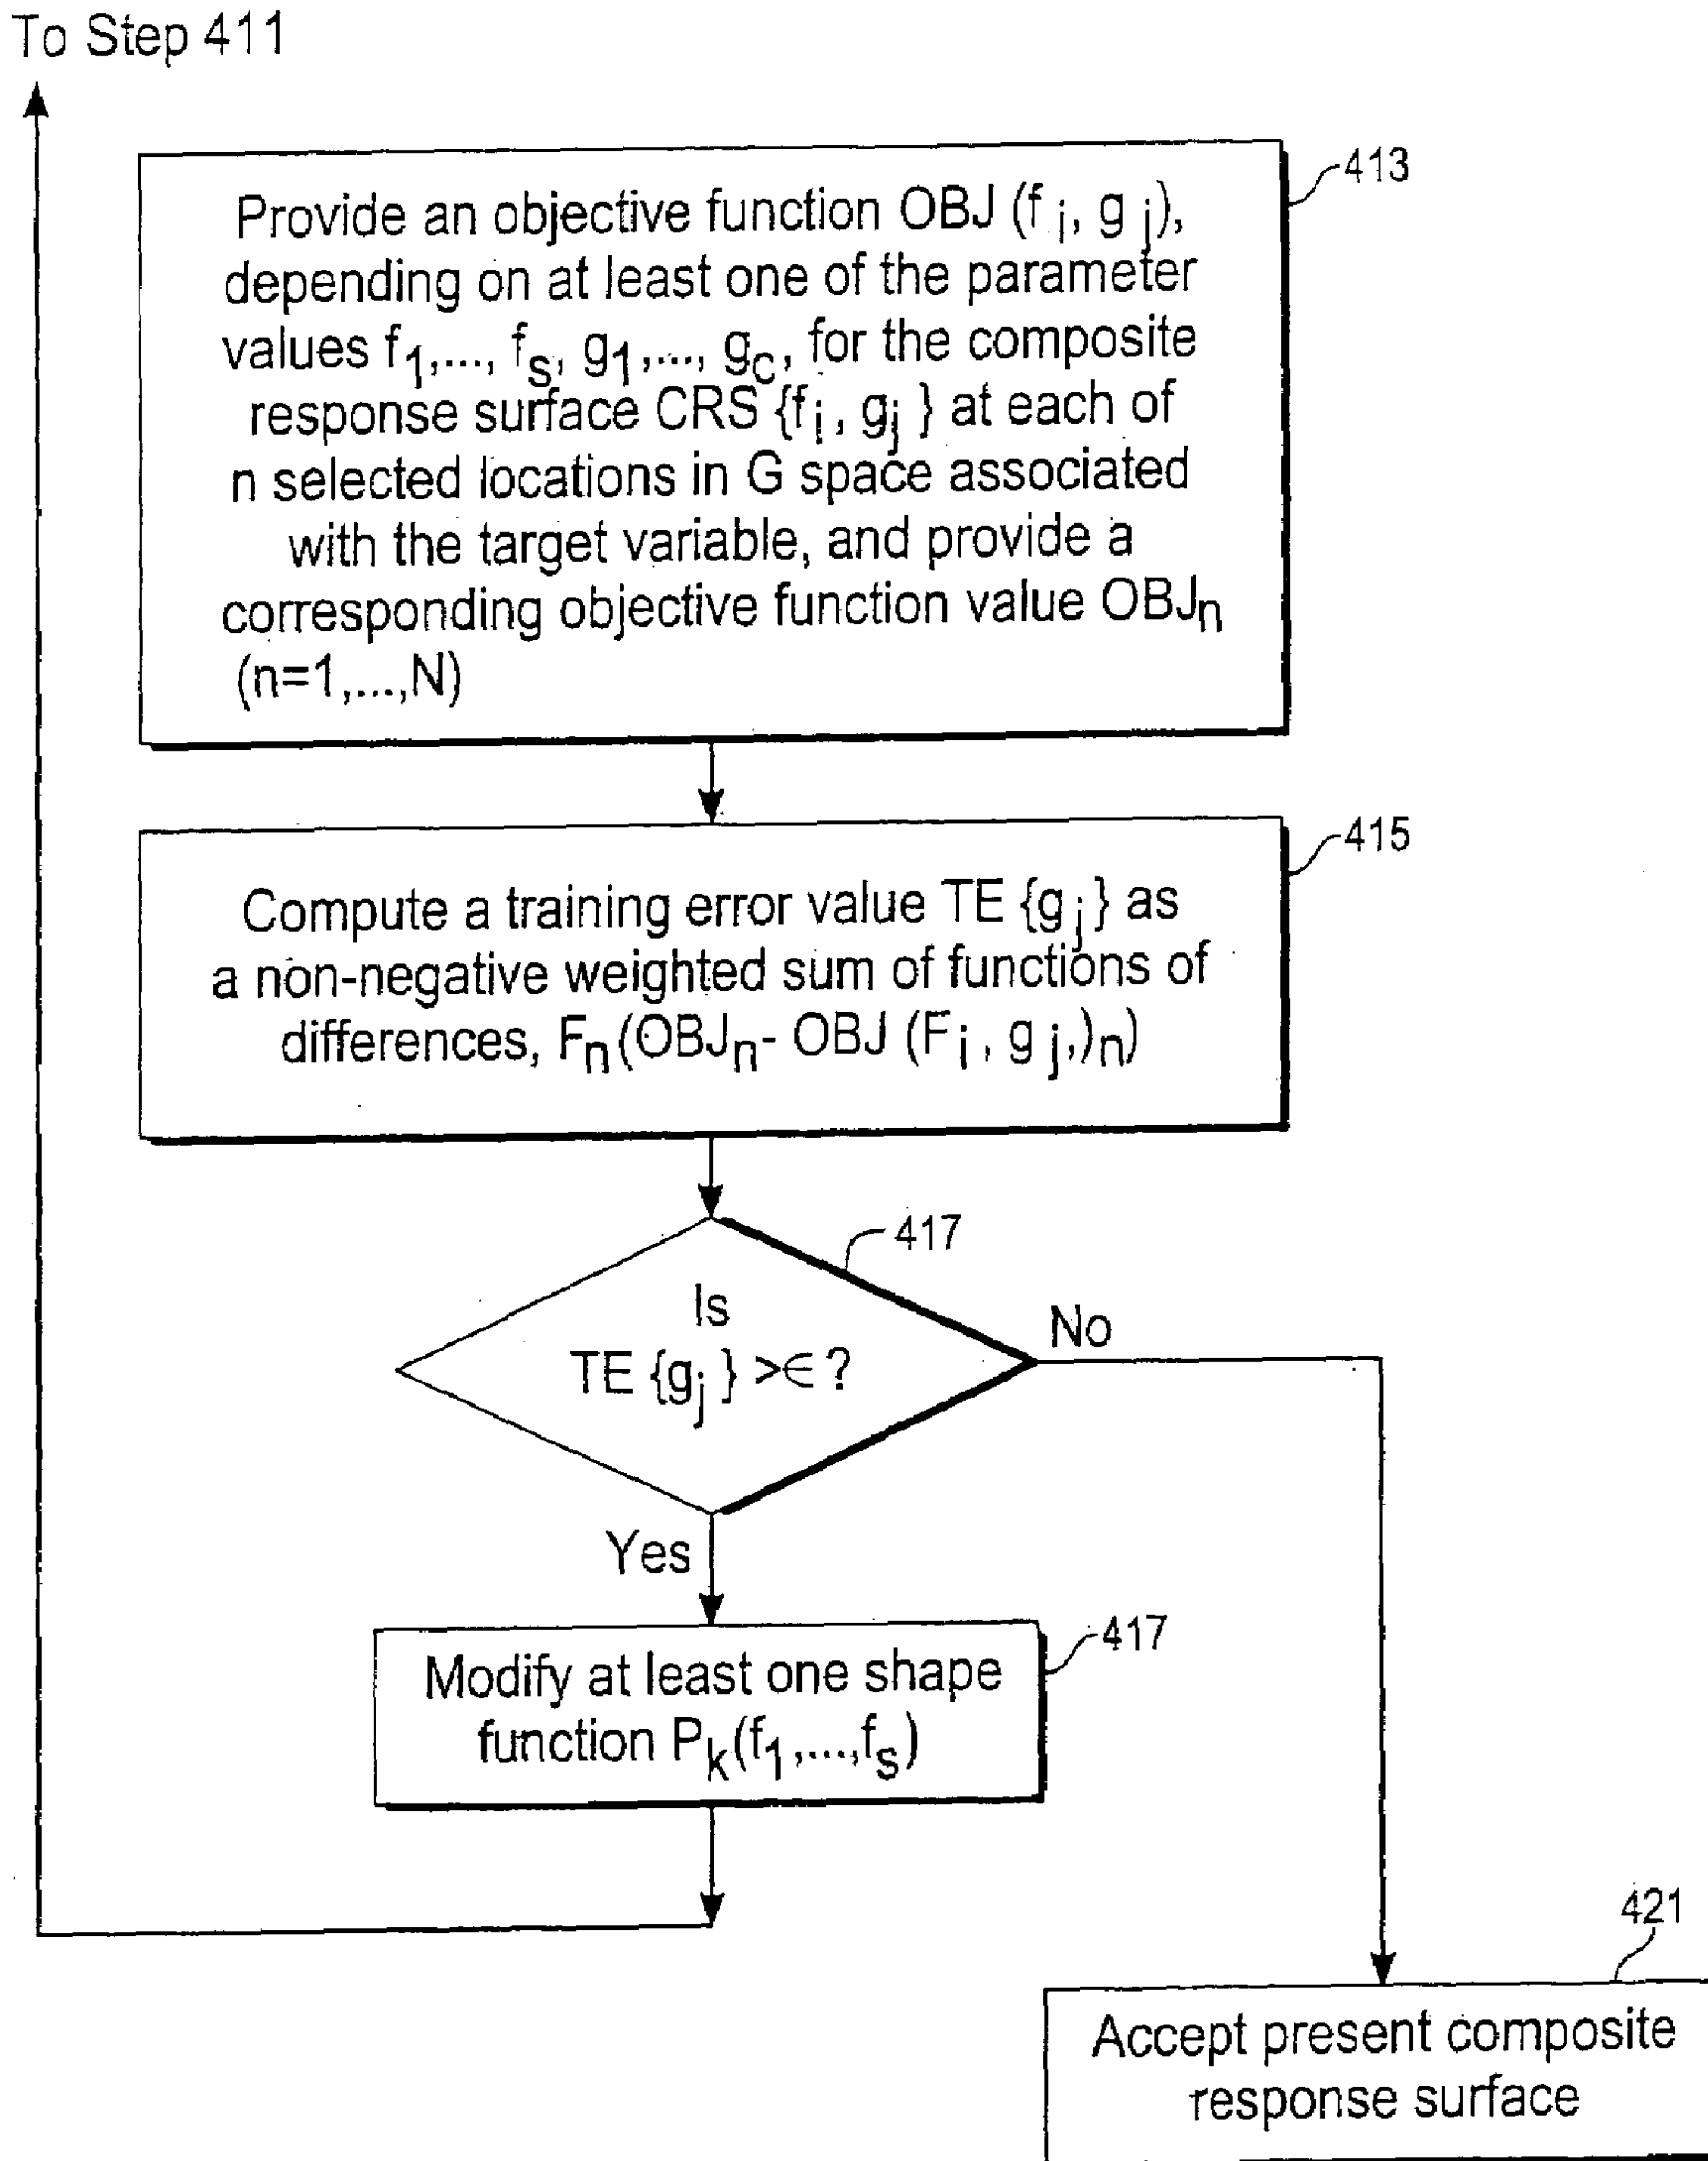 To Step 411
413
Provide an objective function OBJ (f i, g j),
depending on at least one of the parameter
values f1,..., fs, g1,..., gc, for the composite
response surface CRS {fi, gj } at each of
n selected locations in G space associated
with the target variable, and provide a
corresponding objective function value OBJn
(n=1,...,N)
415
Compute a training error value TE {g j} as
a non-negative weighted sum of functions of
differences, Fn(OBJn- OBJ (F i , g j,)n)
417
Is
TE {gj } >∈ ?
No
Yes
417
Modify at least one shape
function Pk(f1,...,fs)
421
Accept present composite
response surface